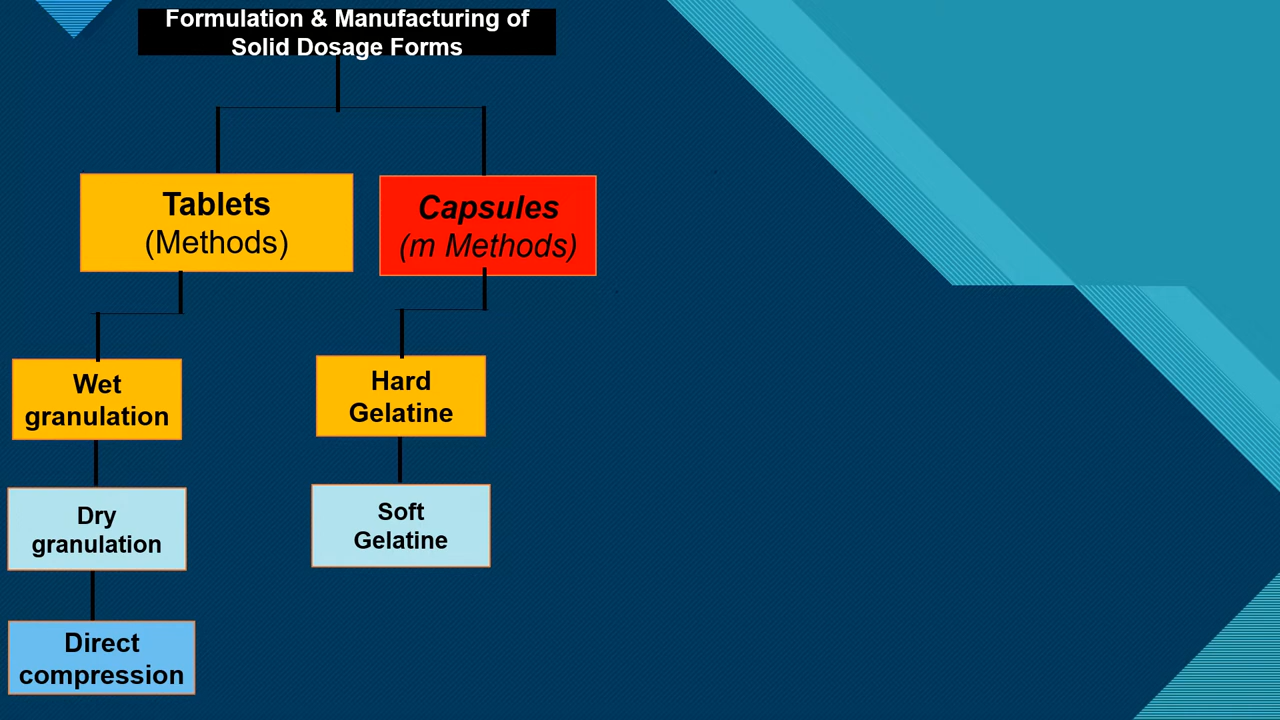 Formulation & Manufacturing of
Solid Dosage Forms
Tablets
(Methods)
Capsules
(m Methods)
Wet
granulation
Hard
Gelatine
Dry
granulation
Soft
Gelatine
Direct
compression